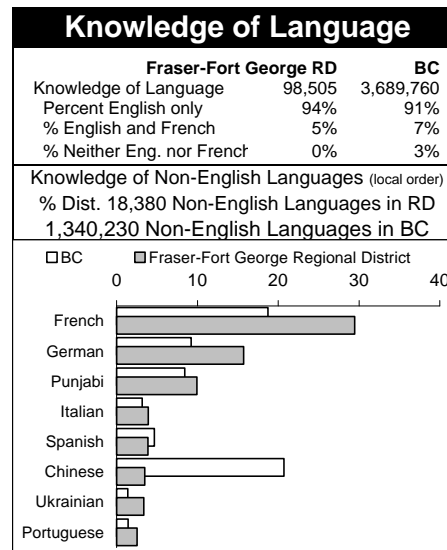 Knowledge of Language
Fraser-Fort George RD BC
Knowledge of Language 98,505 3,689,760
Percent English only 94% 91%
% English and French 5% 7%
% Neither Eng. nor French 0% 3%
Knowledge of Non-English Languages (local order)
% Dist. 18,380 Non-English Languages in RD
1,340,230 Non-English Languages in BC
BC Fraser-Fort George Regional District
0 10 20 30 40
French
German
Punjabi
Italian
Spanish
Chinese
Ukrainian
Portuguese